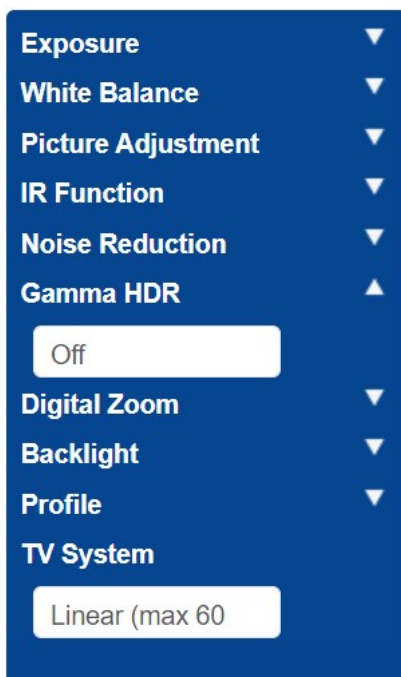 Exposure
White Balance
Picture Adjustment
IR Function
Noise Reduction
Gamma HDR
Off
Digital Zoom
Backlight
Profile
TV System
Linear (max 60